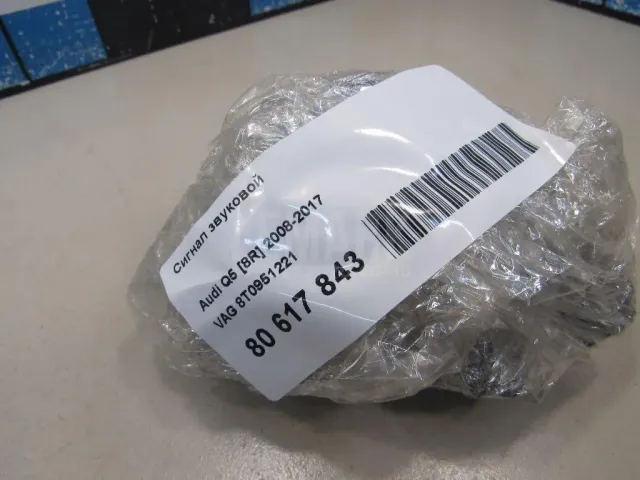 Сигнал звуковой
Audi Q5 [8R] 2008-2017
VAG 8T0951221
80 617 843